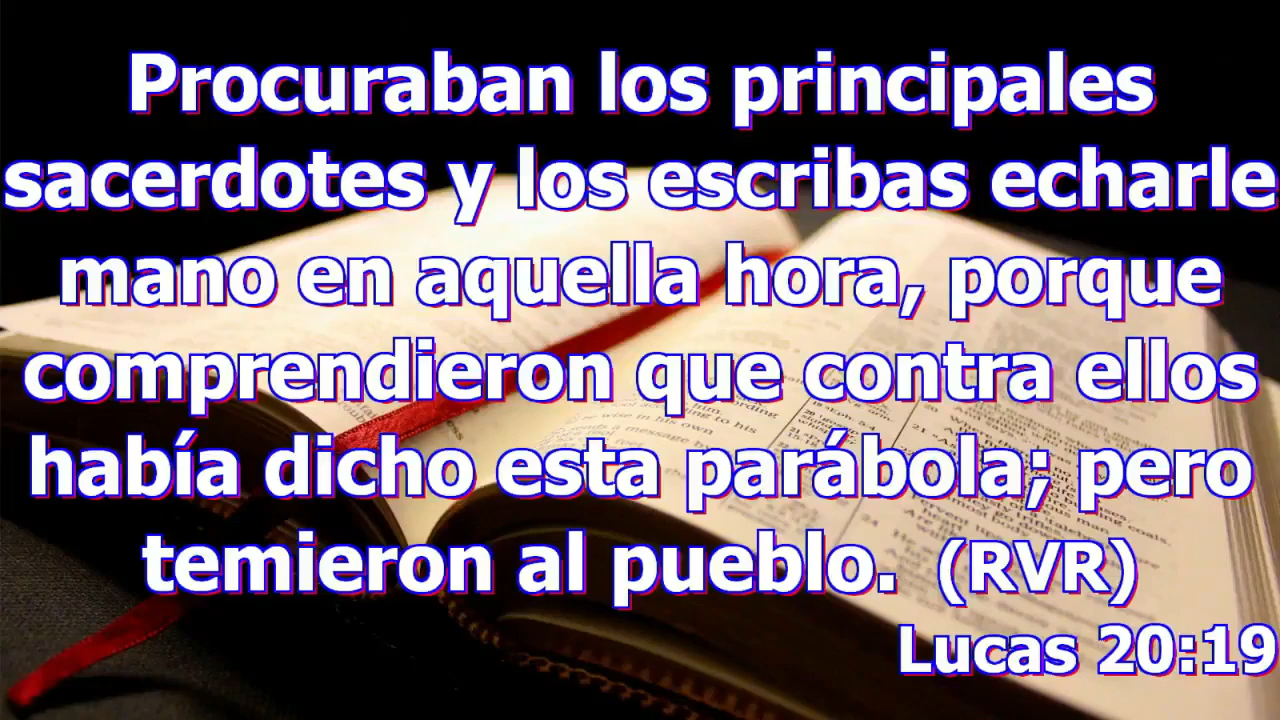 Procuraban los principales
sacerdotes y los escribas echarle
mano en aquella hora, porque
comprendieron que contra ellos
había dicho esta parábola; pero
temieron al pueblo. (RVR)
Lucas 20:19